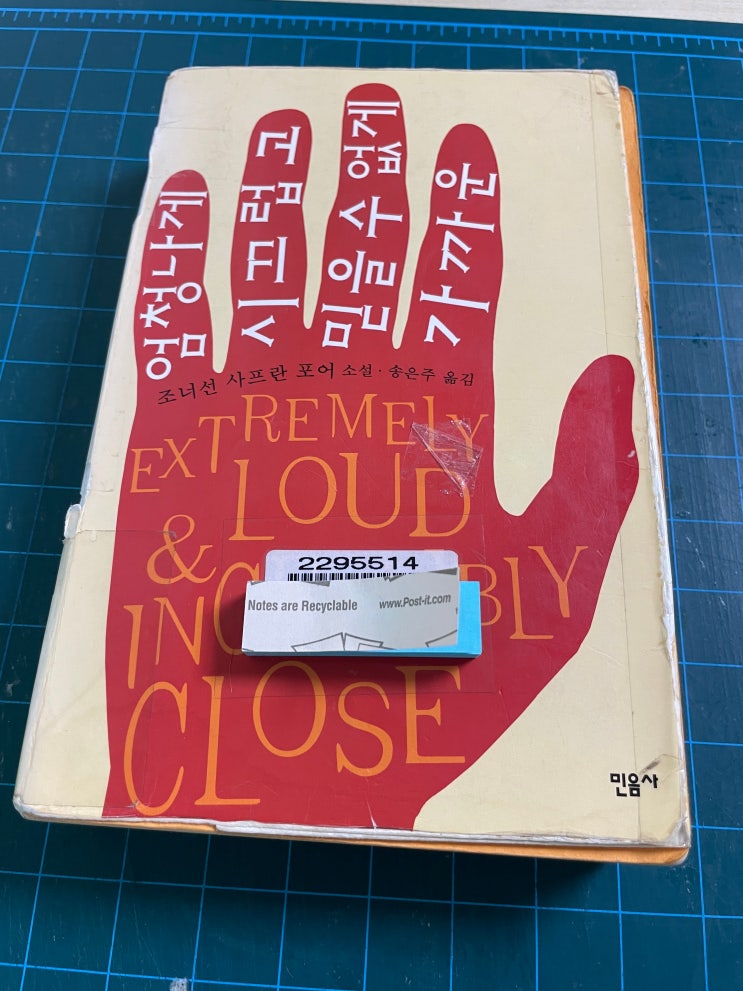 엄청나게
시끄럽고
믿을 수 없게
가까운
조너선 사프란 포어 소설 · 송은주 옮김
EXTREMELY
LOUD
&
INC BLY
CLOSE
2295514
Notes are Recyclable www.Post-it.com
민음사